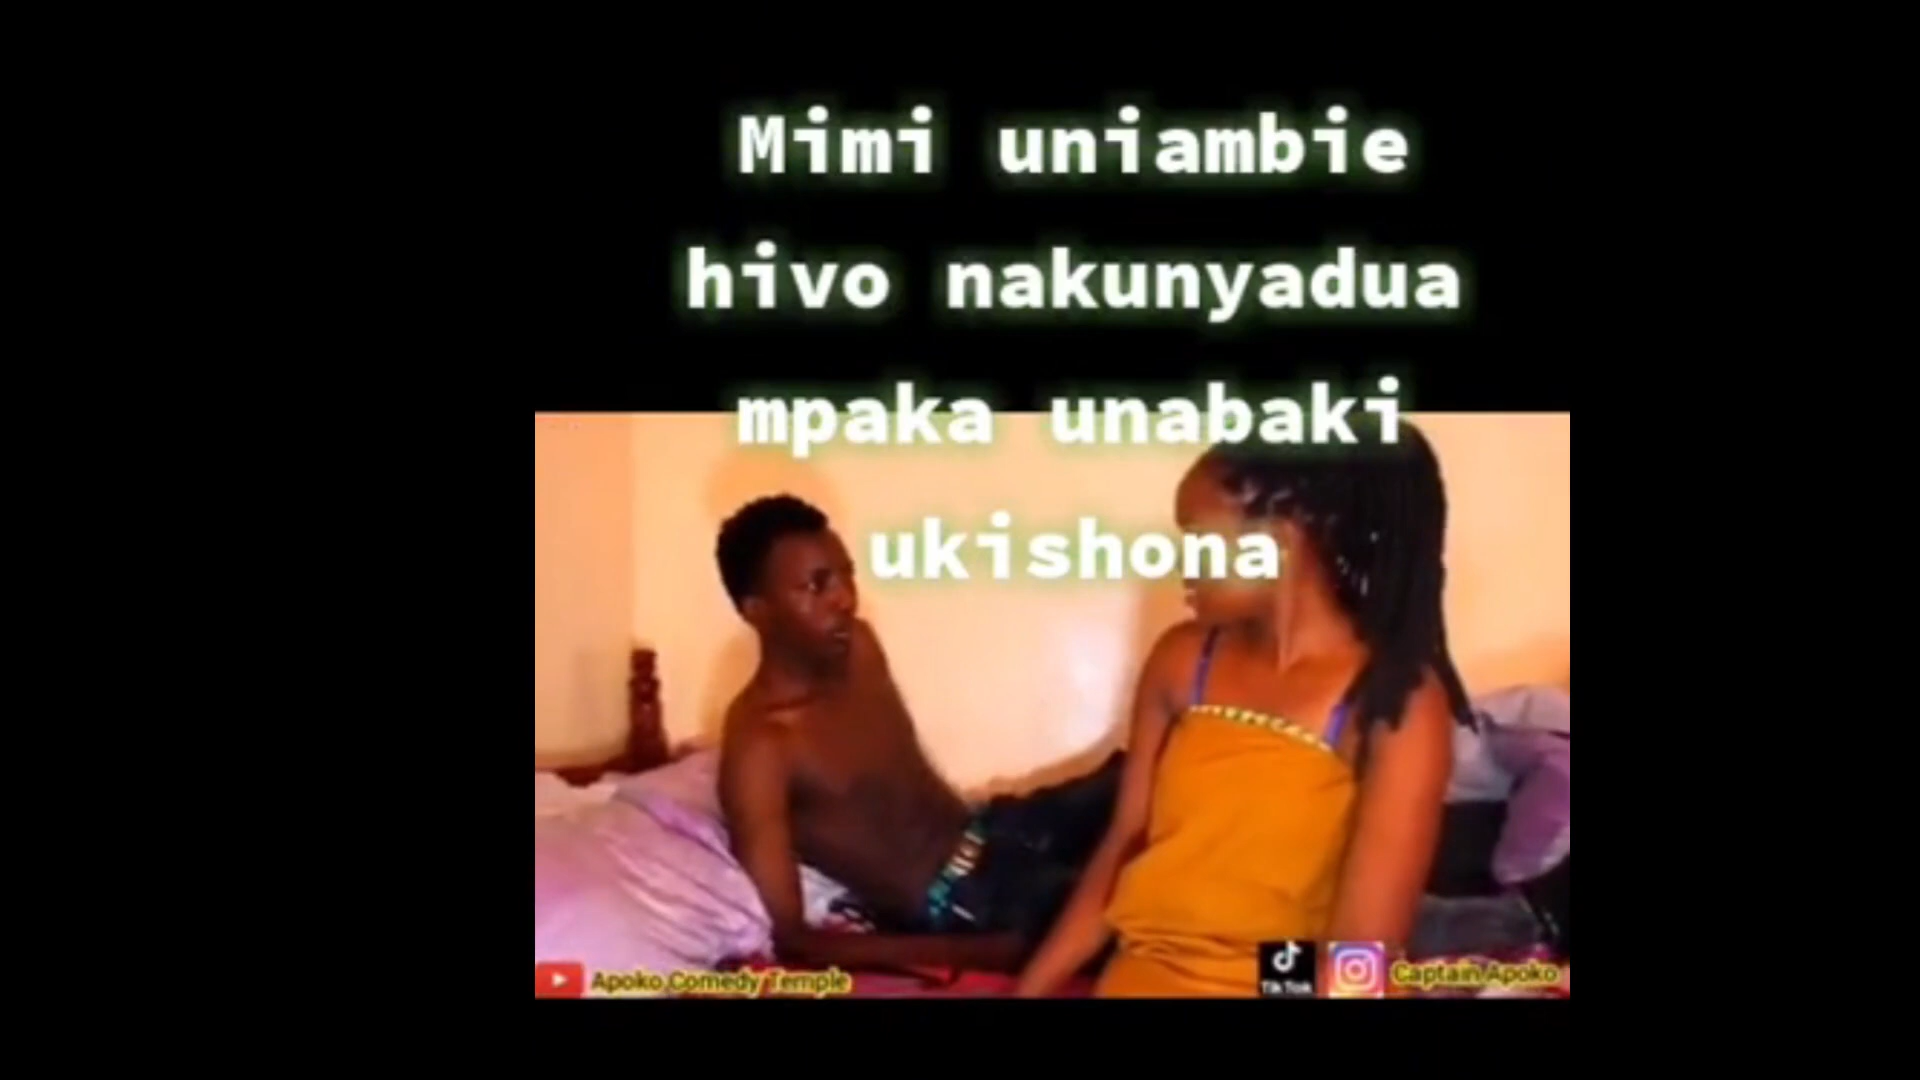 Mimi uniambie
hivo nakunyadua
mpaka unabaki
ukishona
Apoko Comedy Temple
TikTok
Captain Apoko